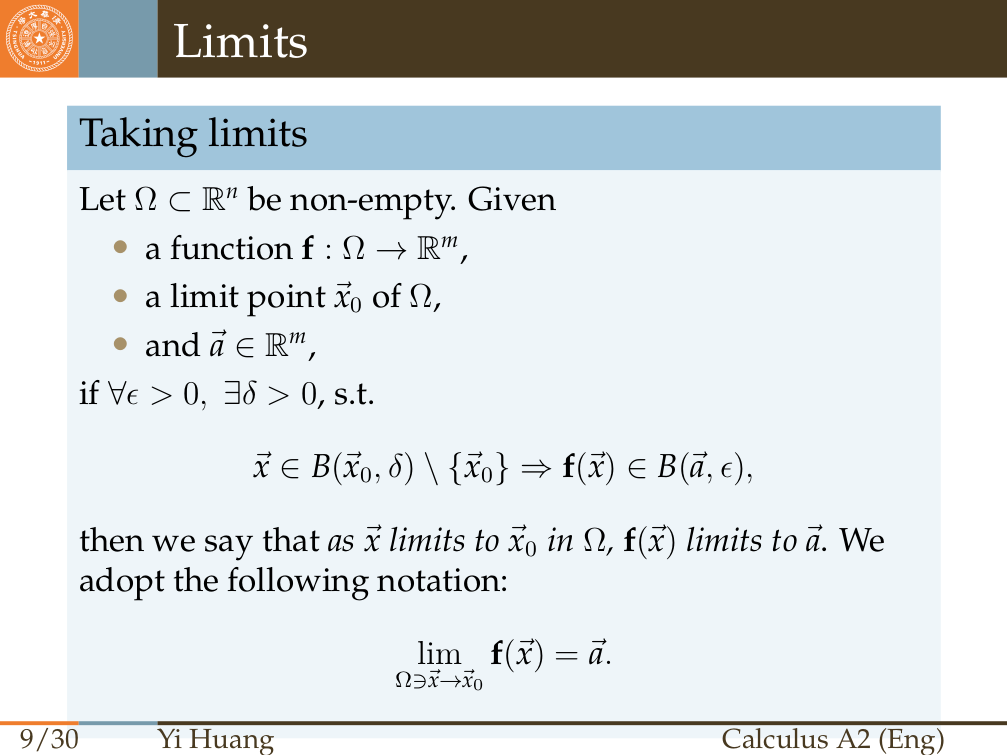 Limits
Taking limits
Let Ω ⊂ ℝⁿ be non-empty. Given
• a function f : Ω → ℝᵐ,
• a limit point x⃗₀ of Ω,
• and a⃗ ∈ ℝᵐ,
if ∀ϵ > 0, ∃δ > 0, s.t.
x⃗ ∈ B(x⃗₀, δ) \ {x⃗₀} ⇒ f(x⃗) ∈ B(a⃗, ϵ),
then we say that as x⃗ limits to x⃗₀ in Ω, f(x⃗) limits to a⃗. We
adopt the following notation:
lim f(x⃗) = a⃗.
Ω∋x⃗→x⃗₀
9/30 Yi Huang Calculus A2 (Eng)